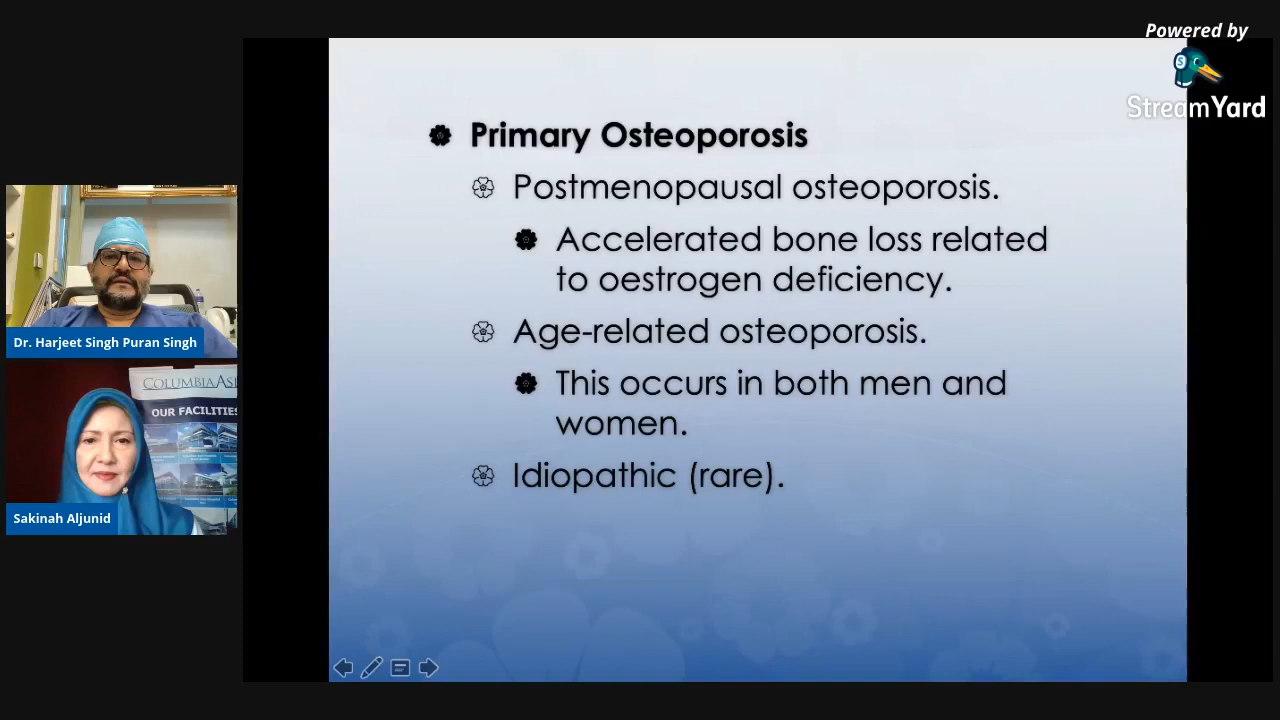 Powered by
StreamYard
Primary Osteoporosis
Postmenopausal osteoporosis.
Accelerated bone loss related
to oestrogen deficiency.
Age-related osteoporosis.
This occurs in both men and
women.
Idiopathic (rare).
Dr. Harjeet Singh Puran Singh
COLUMBIA AS
OUR FACILITIES
Sakinah Aljunid